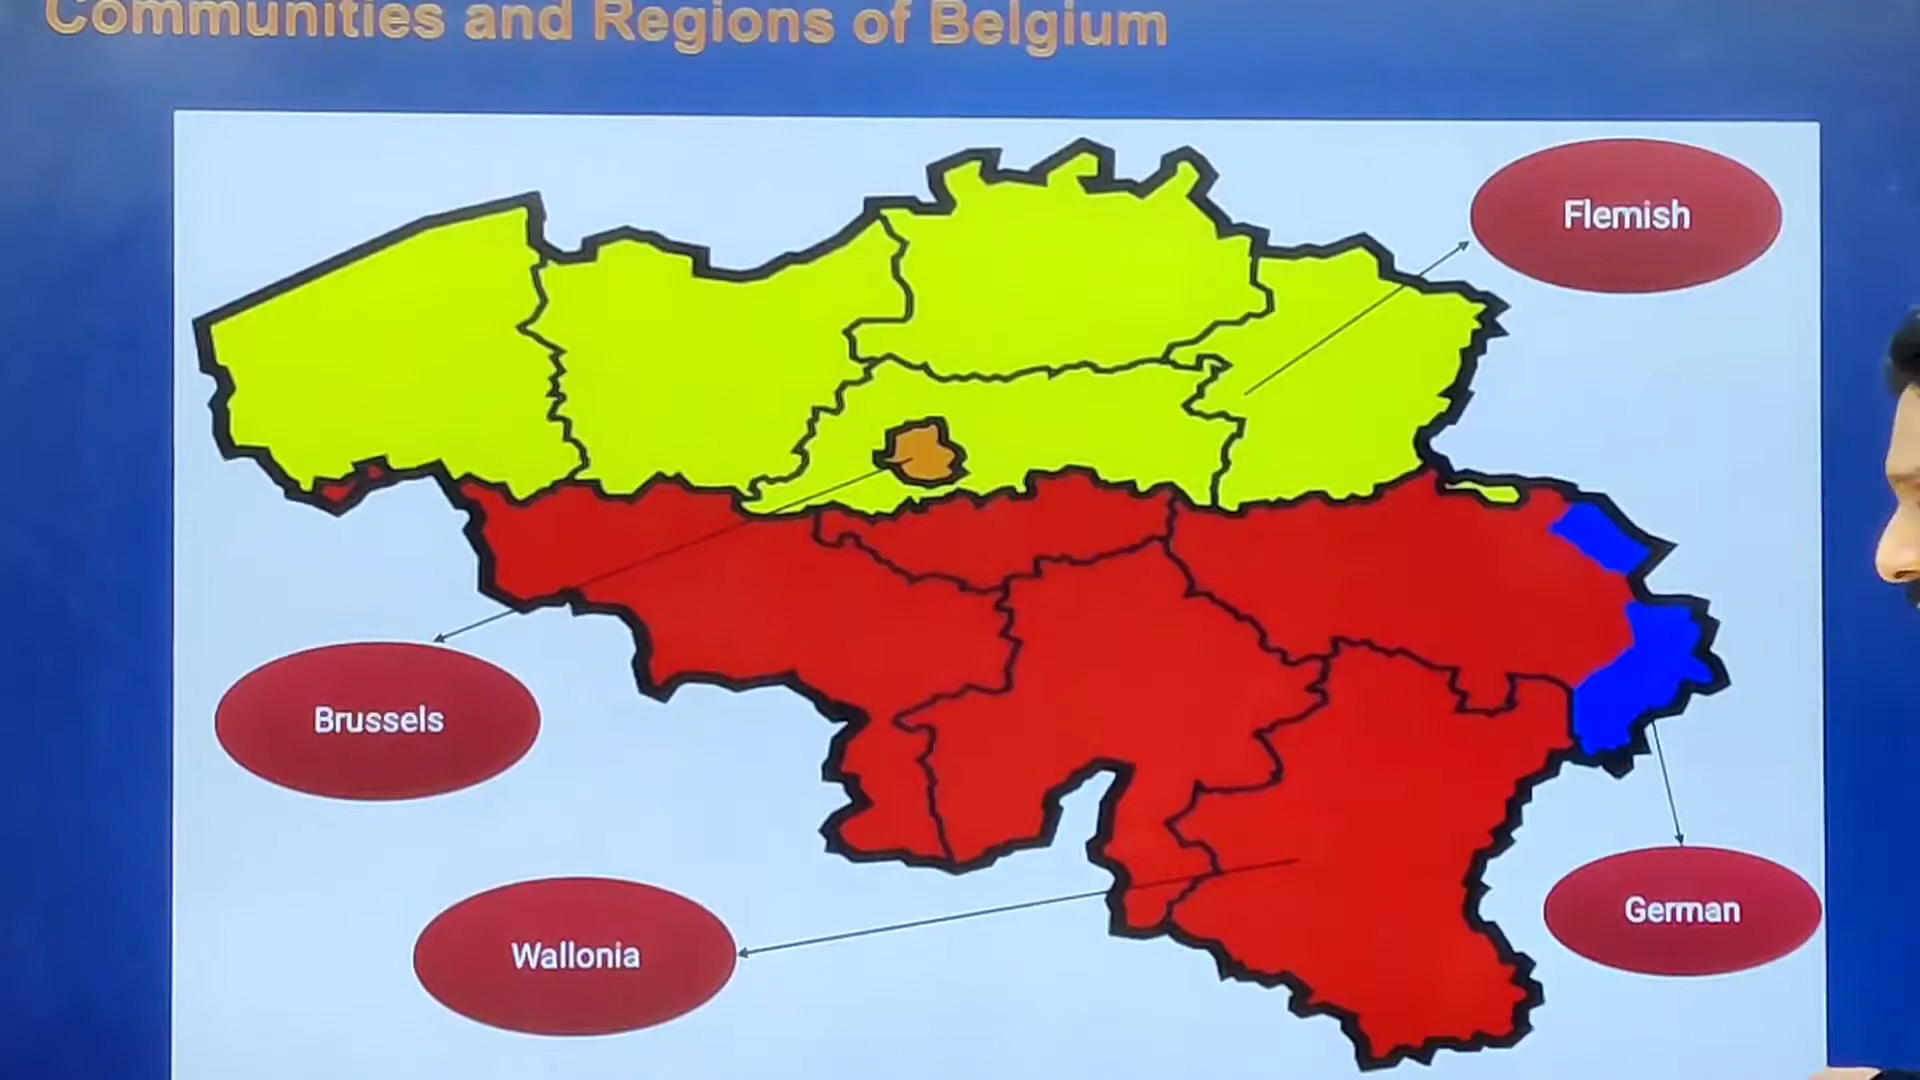 Communities and Regions of Belgium
Flemish
Brussels
German
Wallonia